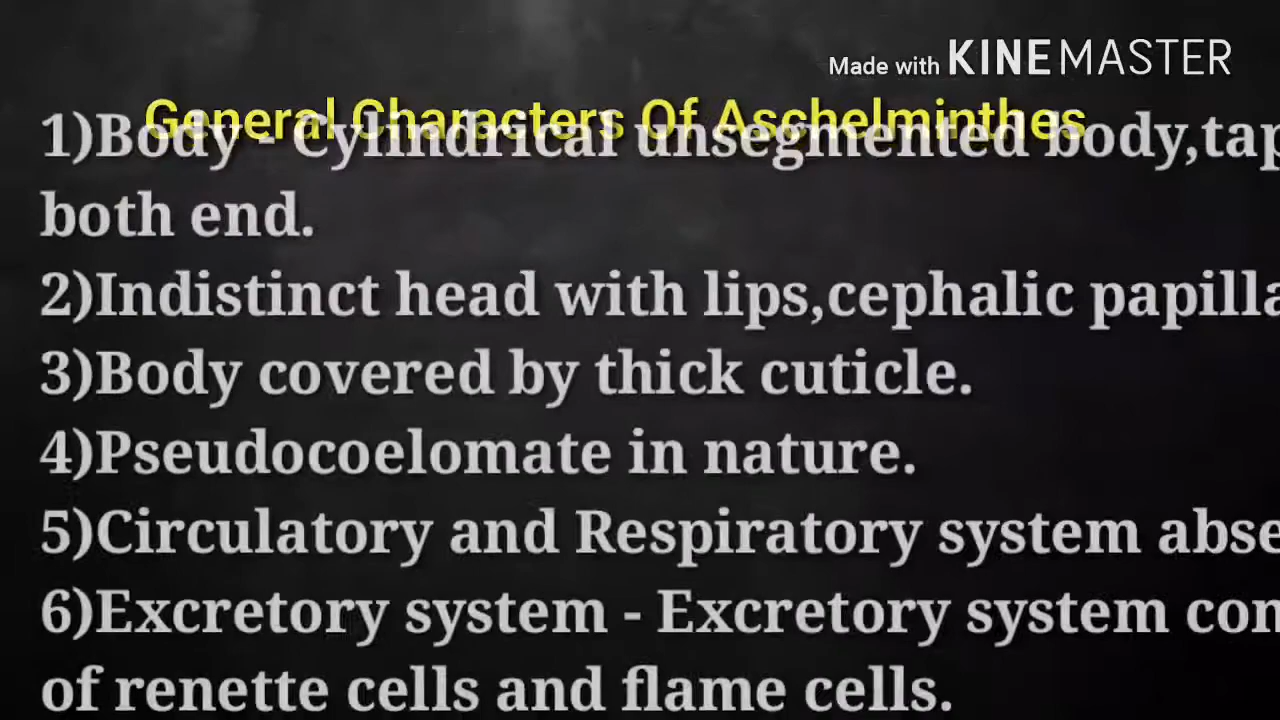 Made with KINEMASTER
General Characters Of Aschelminthes
1)Body - Cylindrical unsegmented body,tap
both end.
2)Indistinct head with lips,cephalic papilla
3)Body covered by thick cuticle.
4)Pseudocoelomate in nature.
5)Circulatory and Respiratory system abse
6)Excretory system - Excretory system con
of renette cells and flame cells.